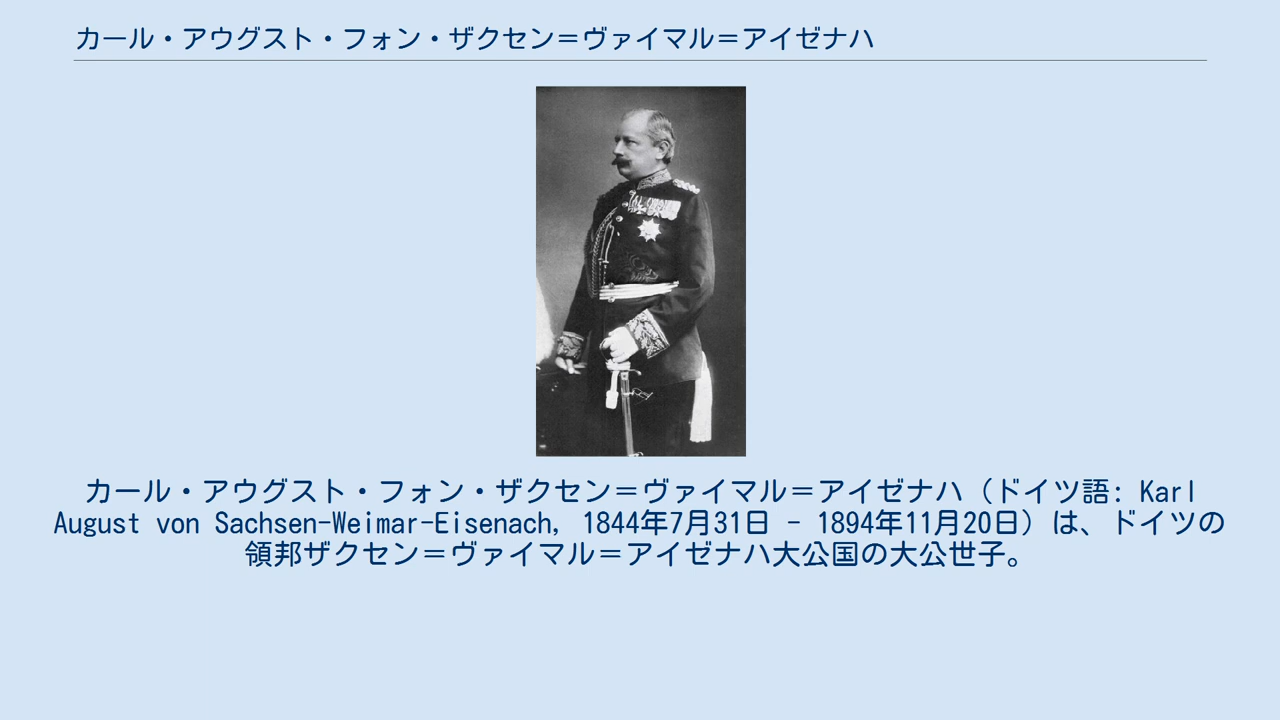 カール・アウグスト・フォン・ザクセン＝ヴァイマル＝アイゼナハ
カール・アウグスト・フォン・ザクセン＝ヴァイマル＝アイゼナハ（ドイツ語: Karl
August von Sachsen-Weimar-Eisenach, 1844年7月31日 - 1894年11月20日）は、ドイツの
領邦ザクセン＝ヴァイマル＝アイゼナハ大公国の大公世子。